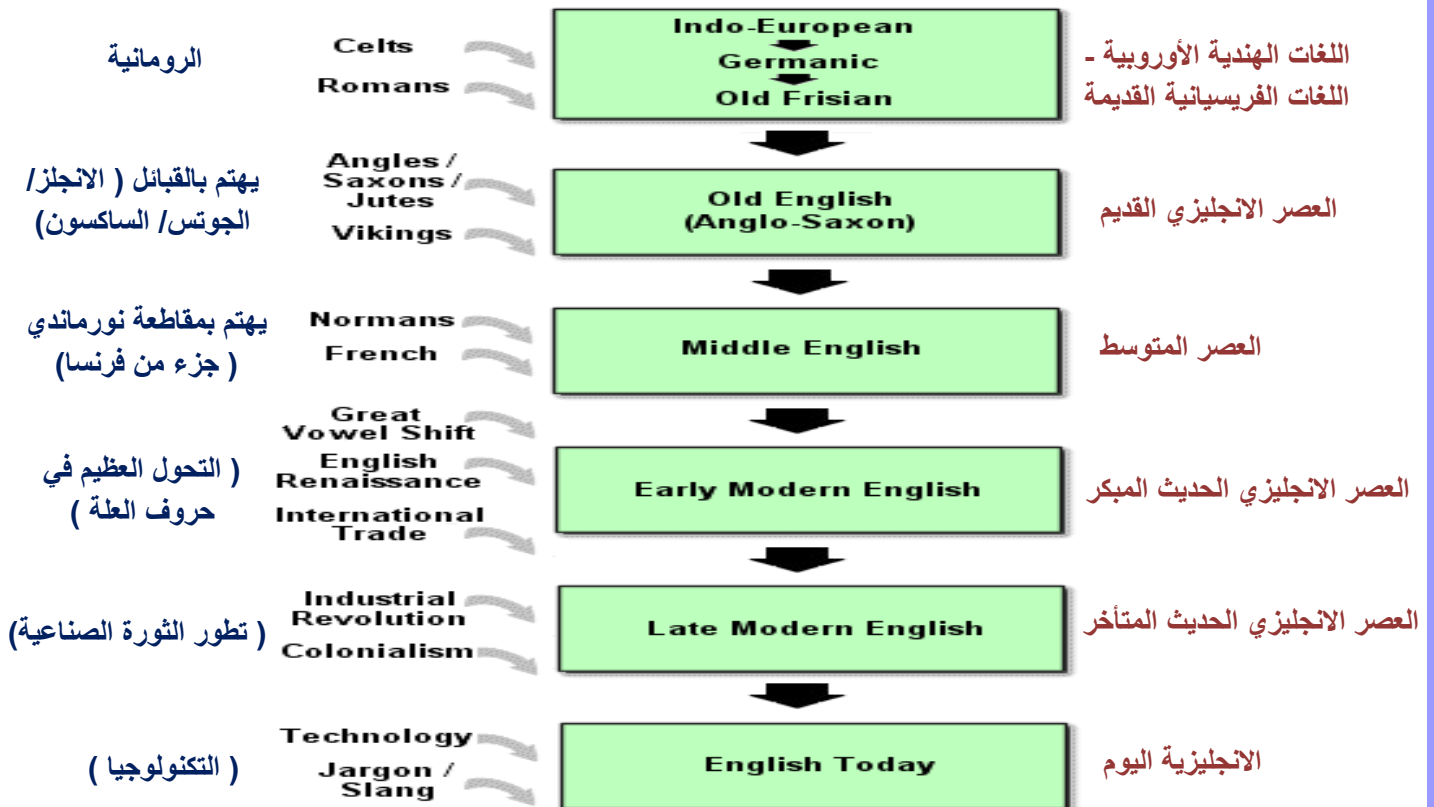 Indo-European
Germanic
Old Frisian
Celts
Romans
الرومانية
اللغات الهندية الأوروبية -
اللغات الفريسيانية القديمة
Angles /
Saxons /
Jutes
Vikings
يهتم بالقبائل ( الانجلز/
الجوتس/ الساكسون)
Old English
(Anglo-Saxon)
العصر الانجليزي القديم
Normans
French
يهتم بمقاطعة نورماندي
( جزء من فرنسا)
Middle English
العصر المتوسط
Great
Vowel Shift
English
Renaissance
International
Trade
( التحول العظيم في
حروف العلة )
Early Modern English
العصر الانجليزي الحديث المبكر
Industrial
Revolution
Colonialism
( تطور الثورة الصناعية)
Late Modern English
العصر الانجليزي الحديث المتأخر
Technology
Jargon /
Slang
( التكنولوجيا )
English Today
الانجليزية اليوم